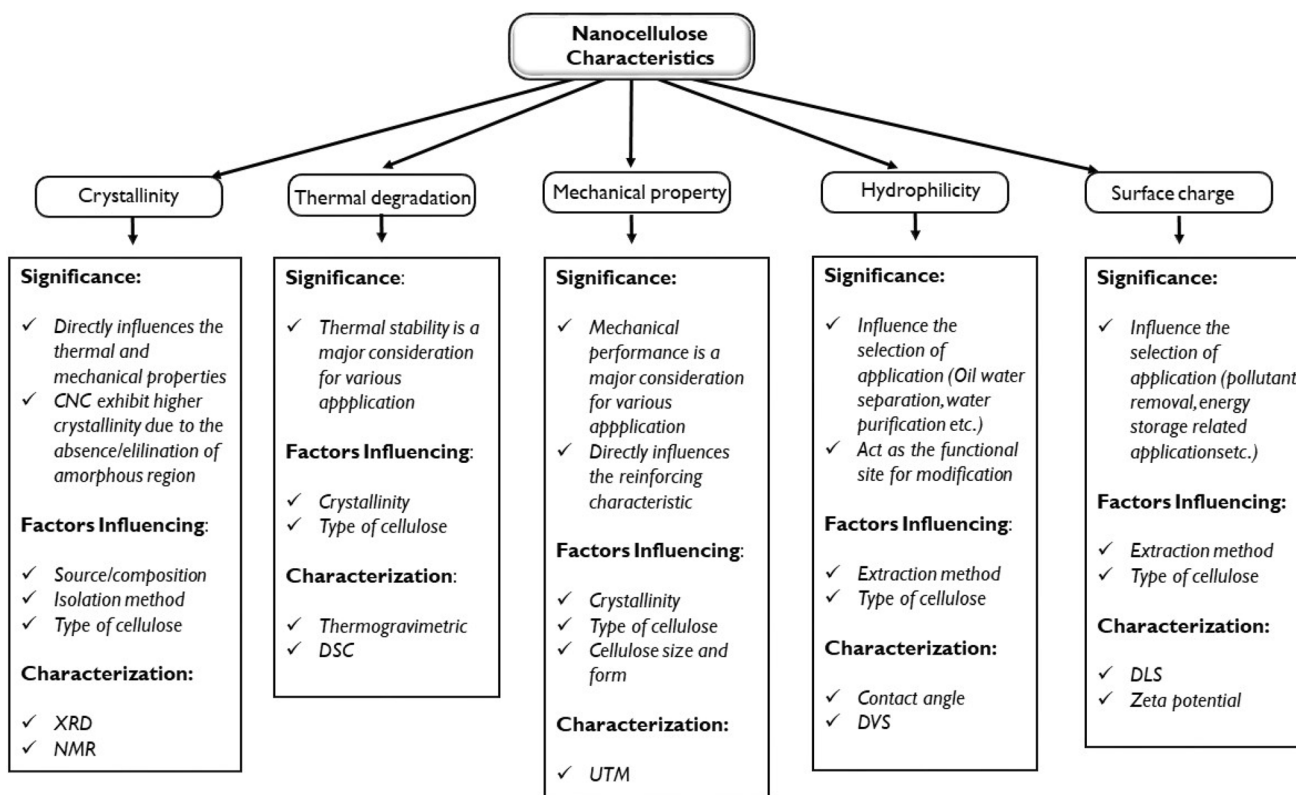 Nanocellulose
Characteristics
Crystallinity
Thermal degradation
Mechanical property
Hydrophilicity
Surface charge
Significance:
✓ Directly influences the
thermal and
mechanical properties
✓ CNC exhibit higher
crystallinity due to the
absence/elilination of
amorphous region
Factors Influencing:
✓ Source/composition
✓ Isolation method
✓ Type of cellulose
Characterization:
✓ XRD
✓ NMR
Significance:
✓ Thermal stability is a
major consideration
for various
appplication
Factors Influencing:
✓ Crystallinity
✓ Type of cellulose
Characterization:
✓ Thermogravimetric
✓ DSC
Significance:
✓ Mechanical
performance is a
major consideration
for various
appplication
✓ Directly influences
the reinforcing
characteristic
Factors Influencing:
✓ Crystallinity
✓ Type of cellulose
✓ Cellulose size and
form
Characterization:
✓ UTM
Significance:
✓ Influence the
selection of
application (Oil water
separation, water
purification etc.)
✓ Act as the functional
site for modification
Factors Influencing:
✓ Extraction method
✓ Type of cellulose
Characterization:
✓ Contact angle
✓ DVS
Significance:
✓ Influence the
selection of
application (pollutant
removal, energy
storage related
applicationsetc.)
Factors Influencing:
✓ Extraction method
✓ Type of cellulose
Characterization:
✓ DLS
✓ Zeta potential